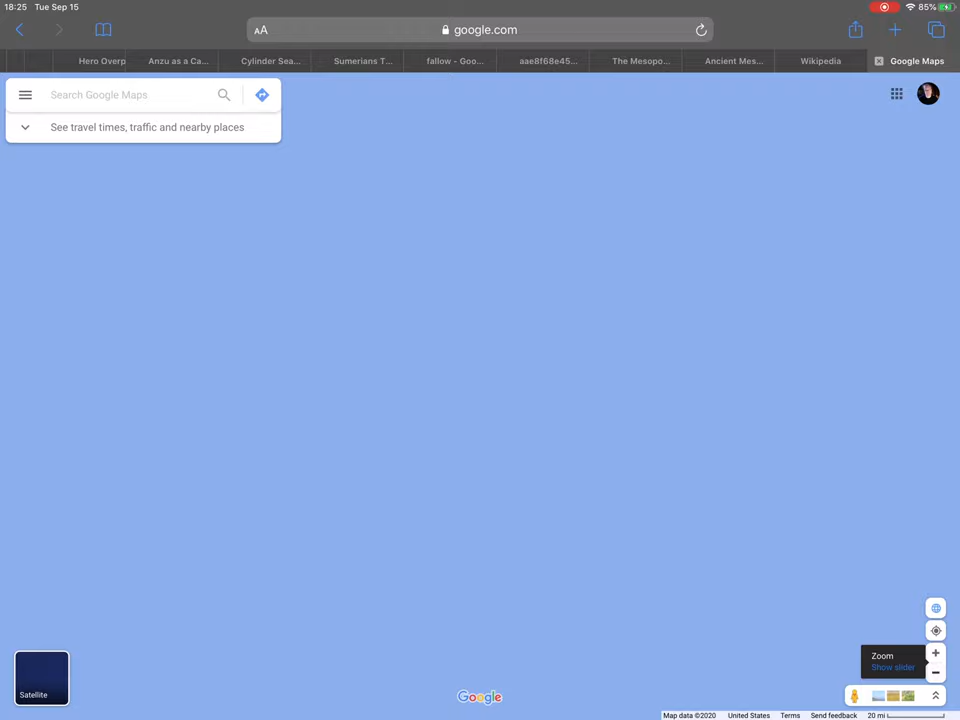 18:25 Tue Sep 15 85%
AA google.com
Hero Overp Anzu as a Ca... Cylinder Sea... Sumerians T... fallow - Goo... aae8f68e45... The Mesopo... Ancient Mes... Wikipedia Google Maps
Search Google Maps
See travel times, traffic and nearby places
Zoom
Show slider
Satellite
Google
Map data ©2020 United States Terms Send feedback 20 mi